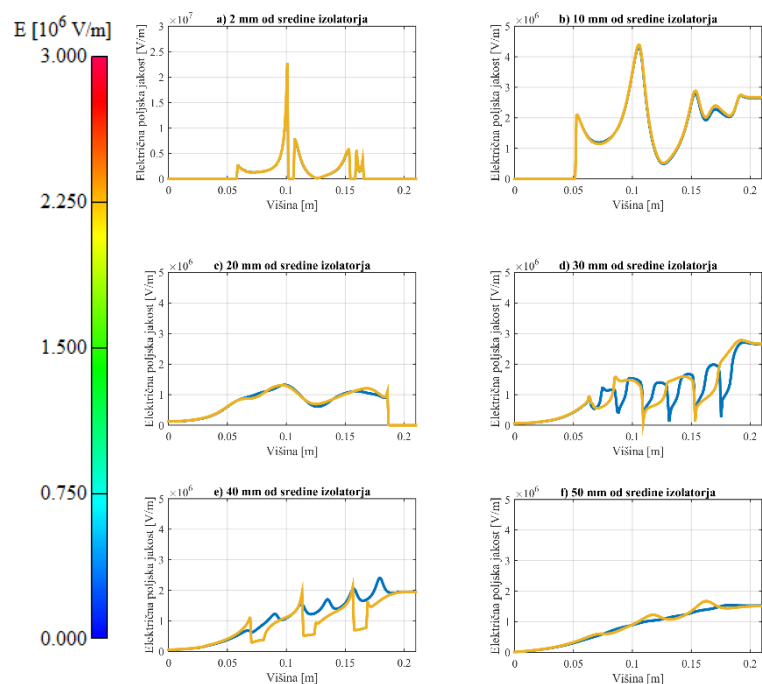 E [10⁶ V/m]
3.000
2.250
1.500
0.750
0.000
a) 2 mm od sredine izolatorja
×10⁷
Električna poljska jakost [V/m]
3
2.5
2
1.5
1
0.5
0
0 0.05 0.1 0.15 0.2
Višina [m]
b) 10 mm od sredine izolatorja
×10⁶
Električna poljska jakost [V/m]
5
4
3
2
1
0
0 0.05 0.1 0.15 0.2
Višina [m]
c) 20 mm od sredine izolatorja
×10⁶
Električna poljska jakost [V/m]
5
4
3
2
1
0
0 0.05 0.1 0.15 0.2
Višina [m]
d) 30 mm od sredine izolatorja
×10⁶
Električna poljska jakost [V/m]
5
4
3
2
1
0
0 0.05 0.1 0.15 0.2
Višina [m]
e) 40 mm od sredine izolatorja
×10⁶
Električna poljska jakost [V/m]
5
4
3
2
1
0
0 0.05 0.1 0.15 0.2
Višina [m]
f) 50 mm od sredine izolatorja
×10⁶
Električna poljska jakost [V/m]
5
4
3
2
1
0
0 0.05 0.1 0.15 0.2
Višina [m]